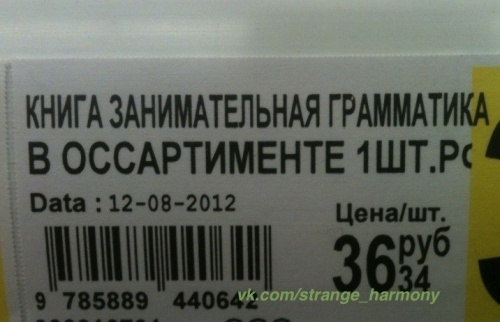 КНИГА ЗАНИМАТЕЛЬНАЯ ГРАММАТИКА
В ОССАРТИМЕНТЕ 1ШТ.Рс
Data : 12-08-2012
Цена/шт.
36 руб 34
9 785889 440642
vk.com/strange_harmony